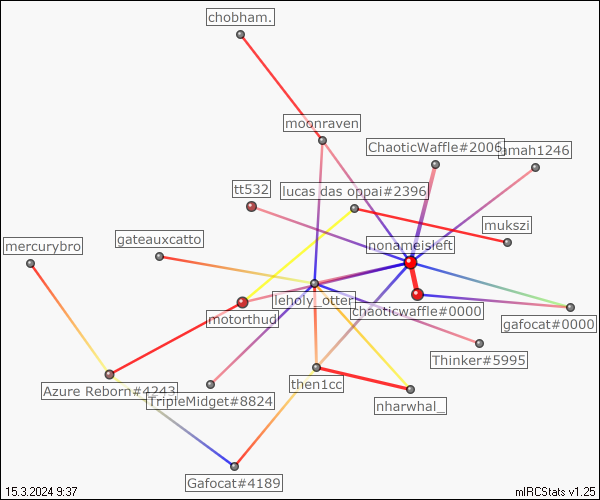 chobham.
moonraven
ChaoticWaffle#2006
amah1246
tt532
lucas das oppai#2396
mukszi
gateauxcatto
nonameisleft
mercurybro
leholy_otter
chaoticwaffle#0000
motorthud
gafocat#0000
Thinker#5995
then1cc
Azure Reborn#4243
TripleMidget#8824
nharwhal_
Gafocat#4189
15.3.2024 9:37
mIRCStats v1.25